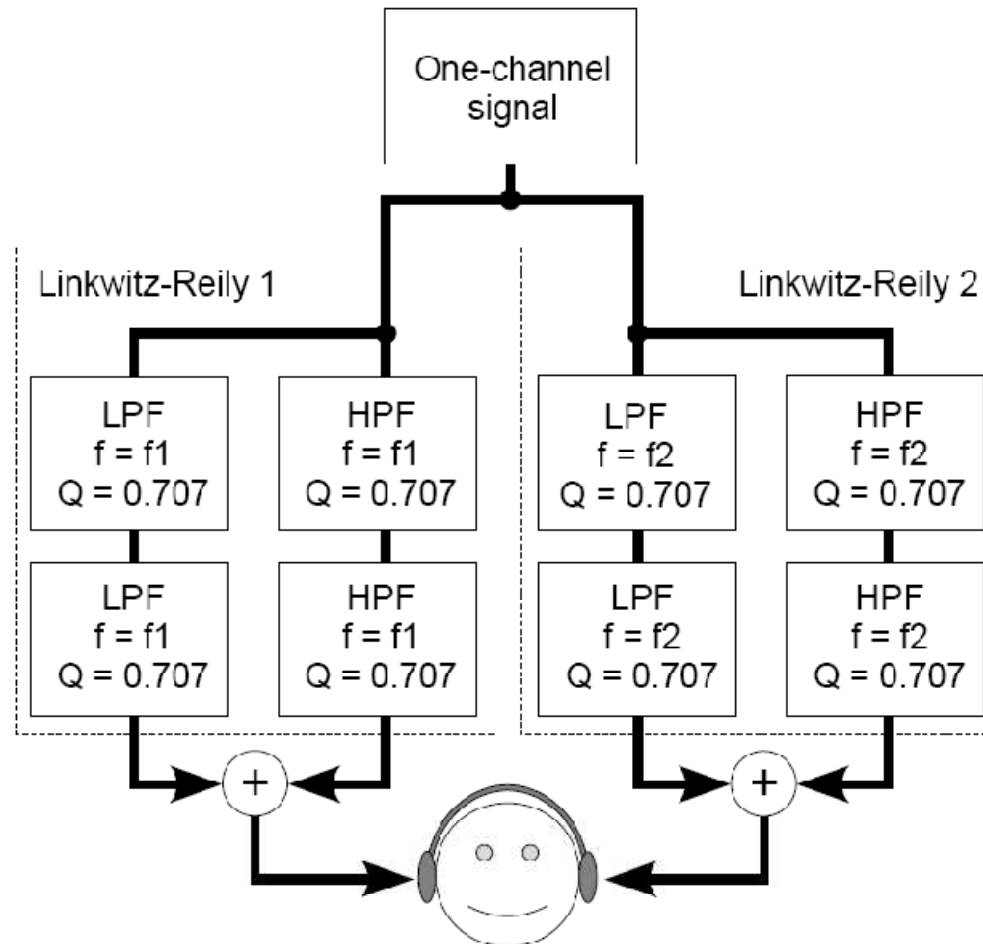 One-channel
signal
Linkwitz-Reily 1
Linkwitz-Reily 2
LPF
f = f1
Q = 0.707
HPF
f = f1
Q = 0.707
LPF
f = f2
Q = 0.707
HPF
f = f2
Q = 0.707
LPF
f = f1
Q = 0.707
HPF
f = f1
Q = 0.707
LPF
f = f2
Q = 0.707
HPF
f = f2
Q = 0.707
+
+